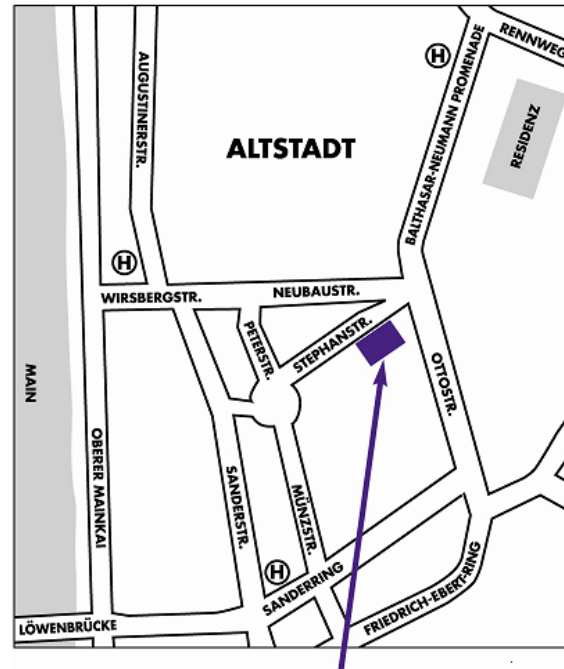 RENNWEG
AUGUSTINERSTR.
H
BALTHASAR-NEUMANN PROMENADE
RESIDENZ
ALTSTADT
H
WIRSBERGSTR.
NEUBAUSTR.
PETERSTR.
STEPHANSTR.
MAIN
OTTOSTR.
OBERER MAINKAI
SANDERSTR.
MÜNZSTR.
H
SANDERRING
FRIEDRICH-EBERT-RING
LÖWENBRÜCKE